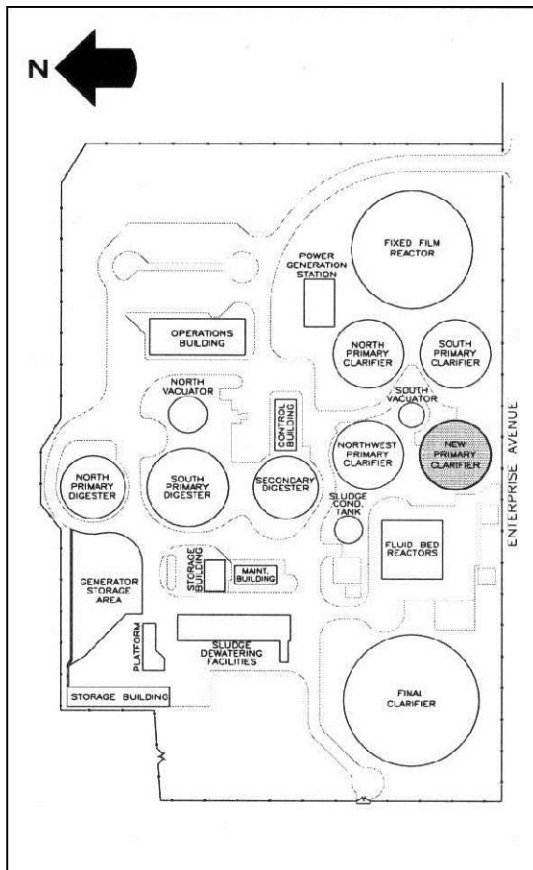 N
FIXED FILM
REACTOR
POWER
GENERATION
STATION
OPERATIONS
BUILDING
NORTH
PRIMARY
CLARIFIER
SOUTH
PRIMARY
CLARIFIER
NORTH
VACUATOR
SOUTH
VACUATOR
CONTROL
BUILDING
NORTHWEST
PRIMARY
CLARIFIER
NEW
PRIMARY
CLARIFIER
ENTERPRISE AVENUE
NORTH
PRIMARY
DIGESTER
SOUTH
PRIMARY
DIGESTER
SECONDARY
DIGESTER
SLUDGE
COND.
TANK
FLUID BED
REACTORS
GENERATOR
STORAGE
AREA
STORAGE
BUILDING
MAINT.
BUILDING
PLATFORM
SLUDGE
DEWATERING
FACILITIES
STORAGE BUILDING
FINAL
CLARIFIER